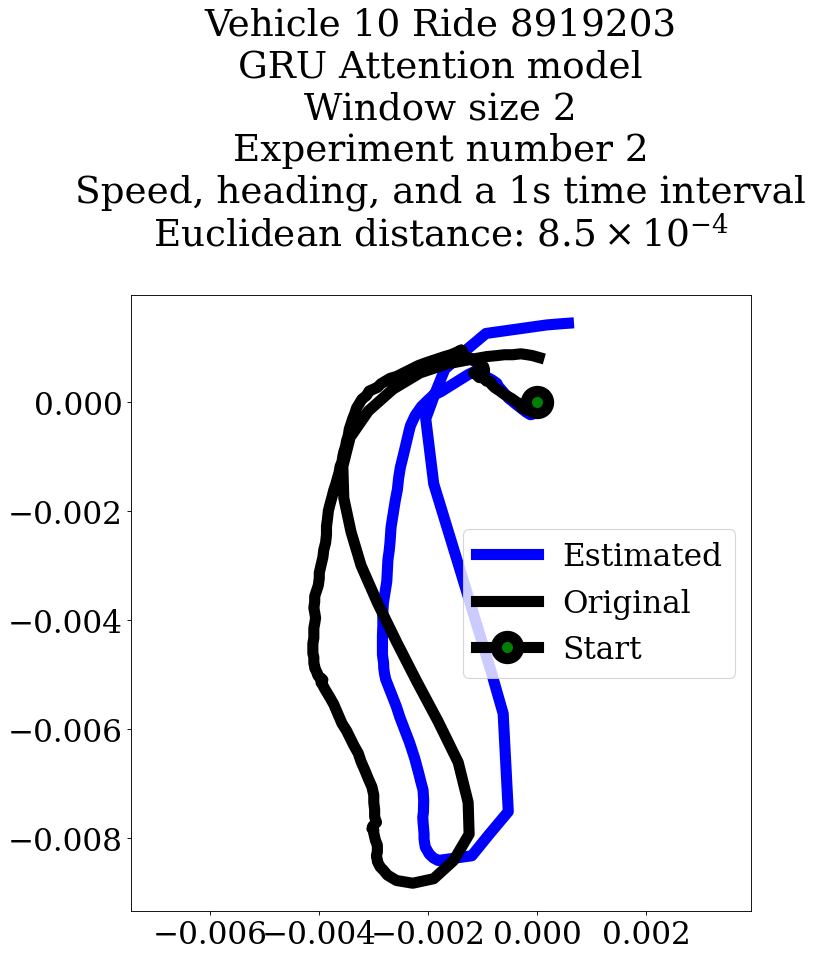 Vehicle 10 Ride 8919203
GRU Attention model
Window size 2
Experiment number 2
Speed, heading, and a 1s time interval
Euclidean distance: 8.5 × 10⁻⁴
0.000
−0.002
−0.004
−0.006
−0.008
Estimated
Original
Start
−0.006 −0.004 −0.002 0.000 0.002